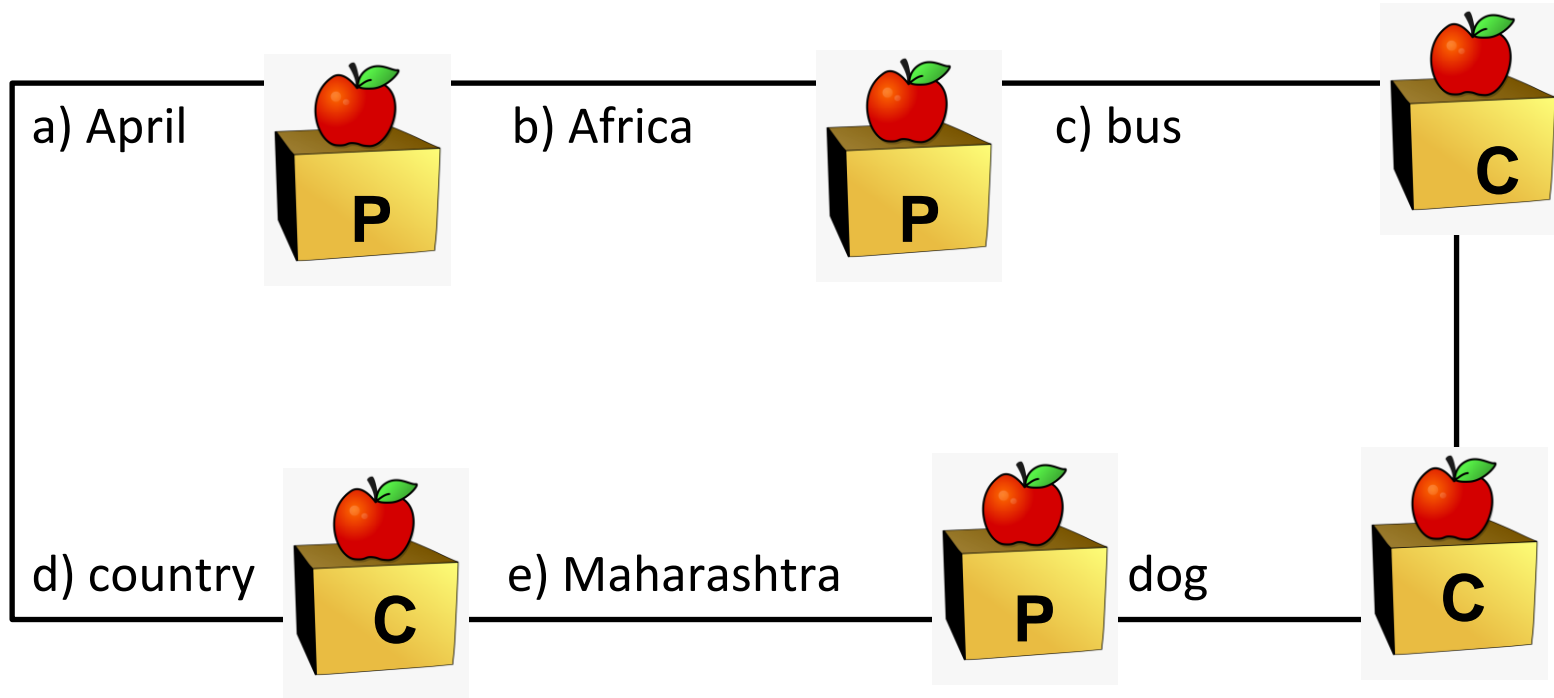 a) April
P
b) Africa
P
c) bus
C
d) country
C
e) Maharashtra
P
dog
C